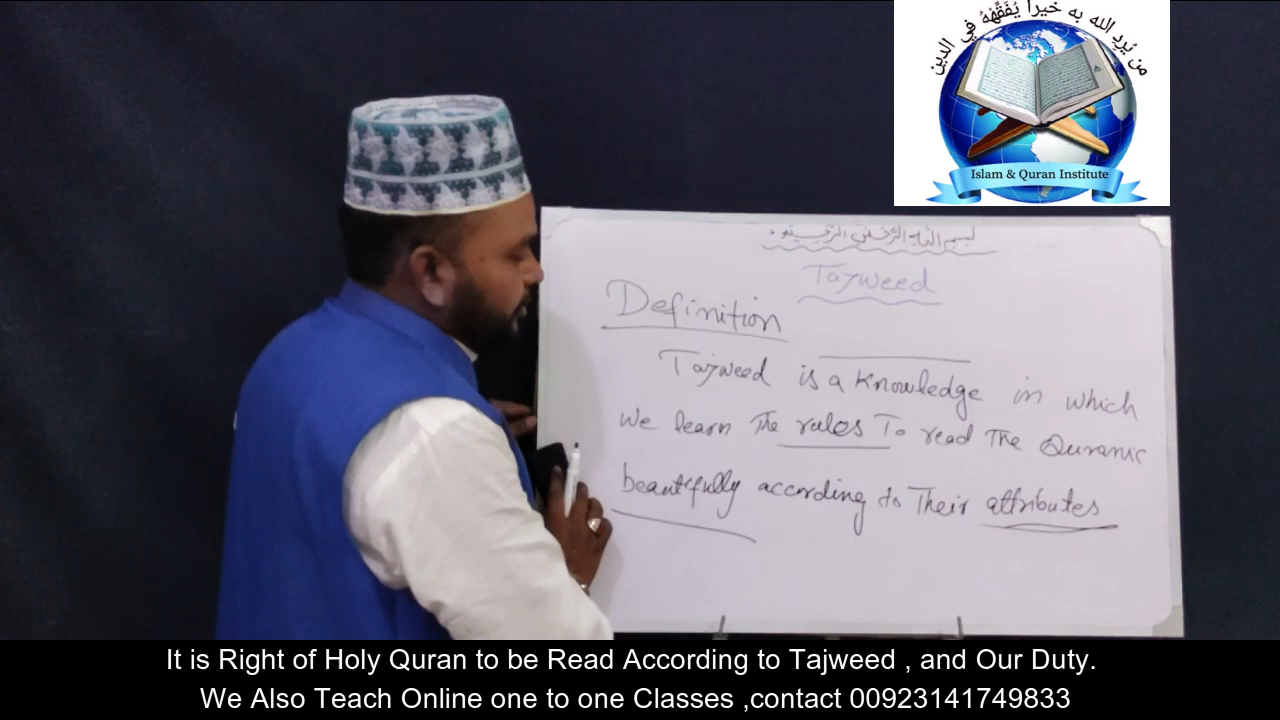 من يُرِدِ الله به خيراً يُفَقِّهْهُ في الدين
Islam & Quran Institute
بسم الله الرحمن الرحيم
Tajweed
Definition
Tajweed is a Knowledge in which
We learn The rules To read The Quranic
beautifully according to Their attributes
It is Right of Holy Quran to be Read According to Tajweed , and Our Duty.
We Also Teach Online one to one Classes ,contact 00923141749833